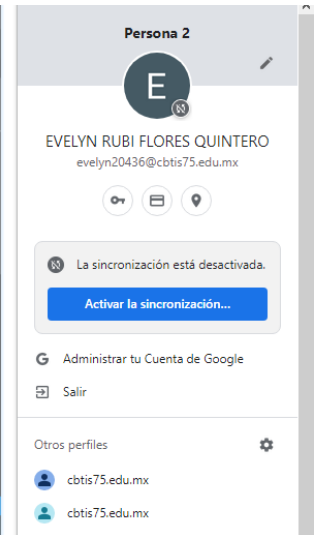 Persona 2
E
EVELYN RUBI FLORES QUINTERO
evelyn20436@cbtis75.edu.mx
La sincronización está desactivada.
Activar la sincronización...
G Administrar tu Cuenta de Google
Salir
Otros perfiles
cbtis75.edu.mx
cbtis75.edu.mx